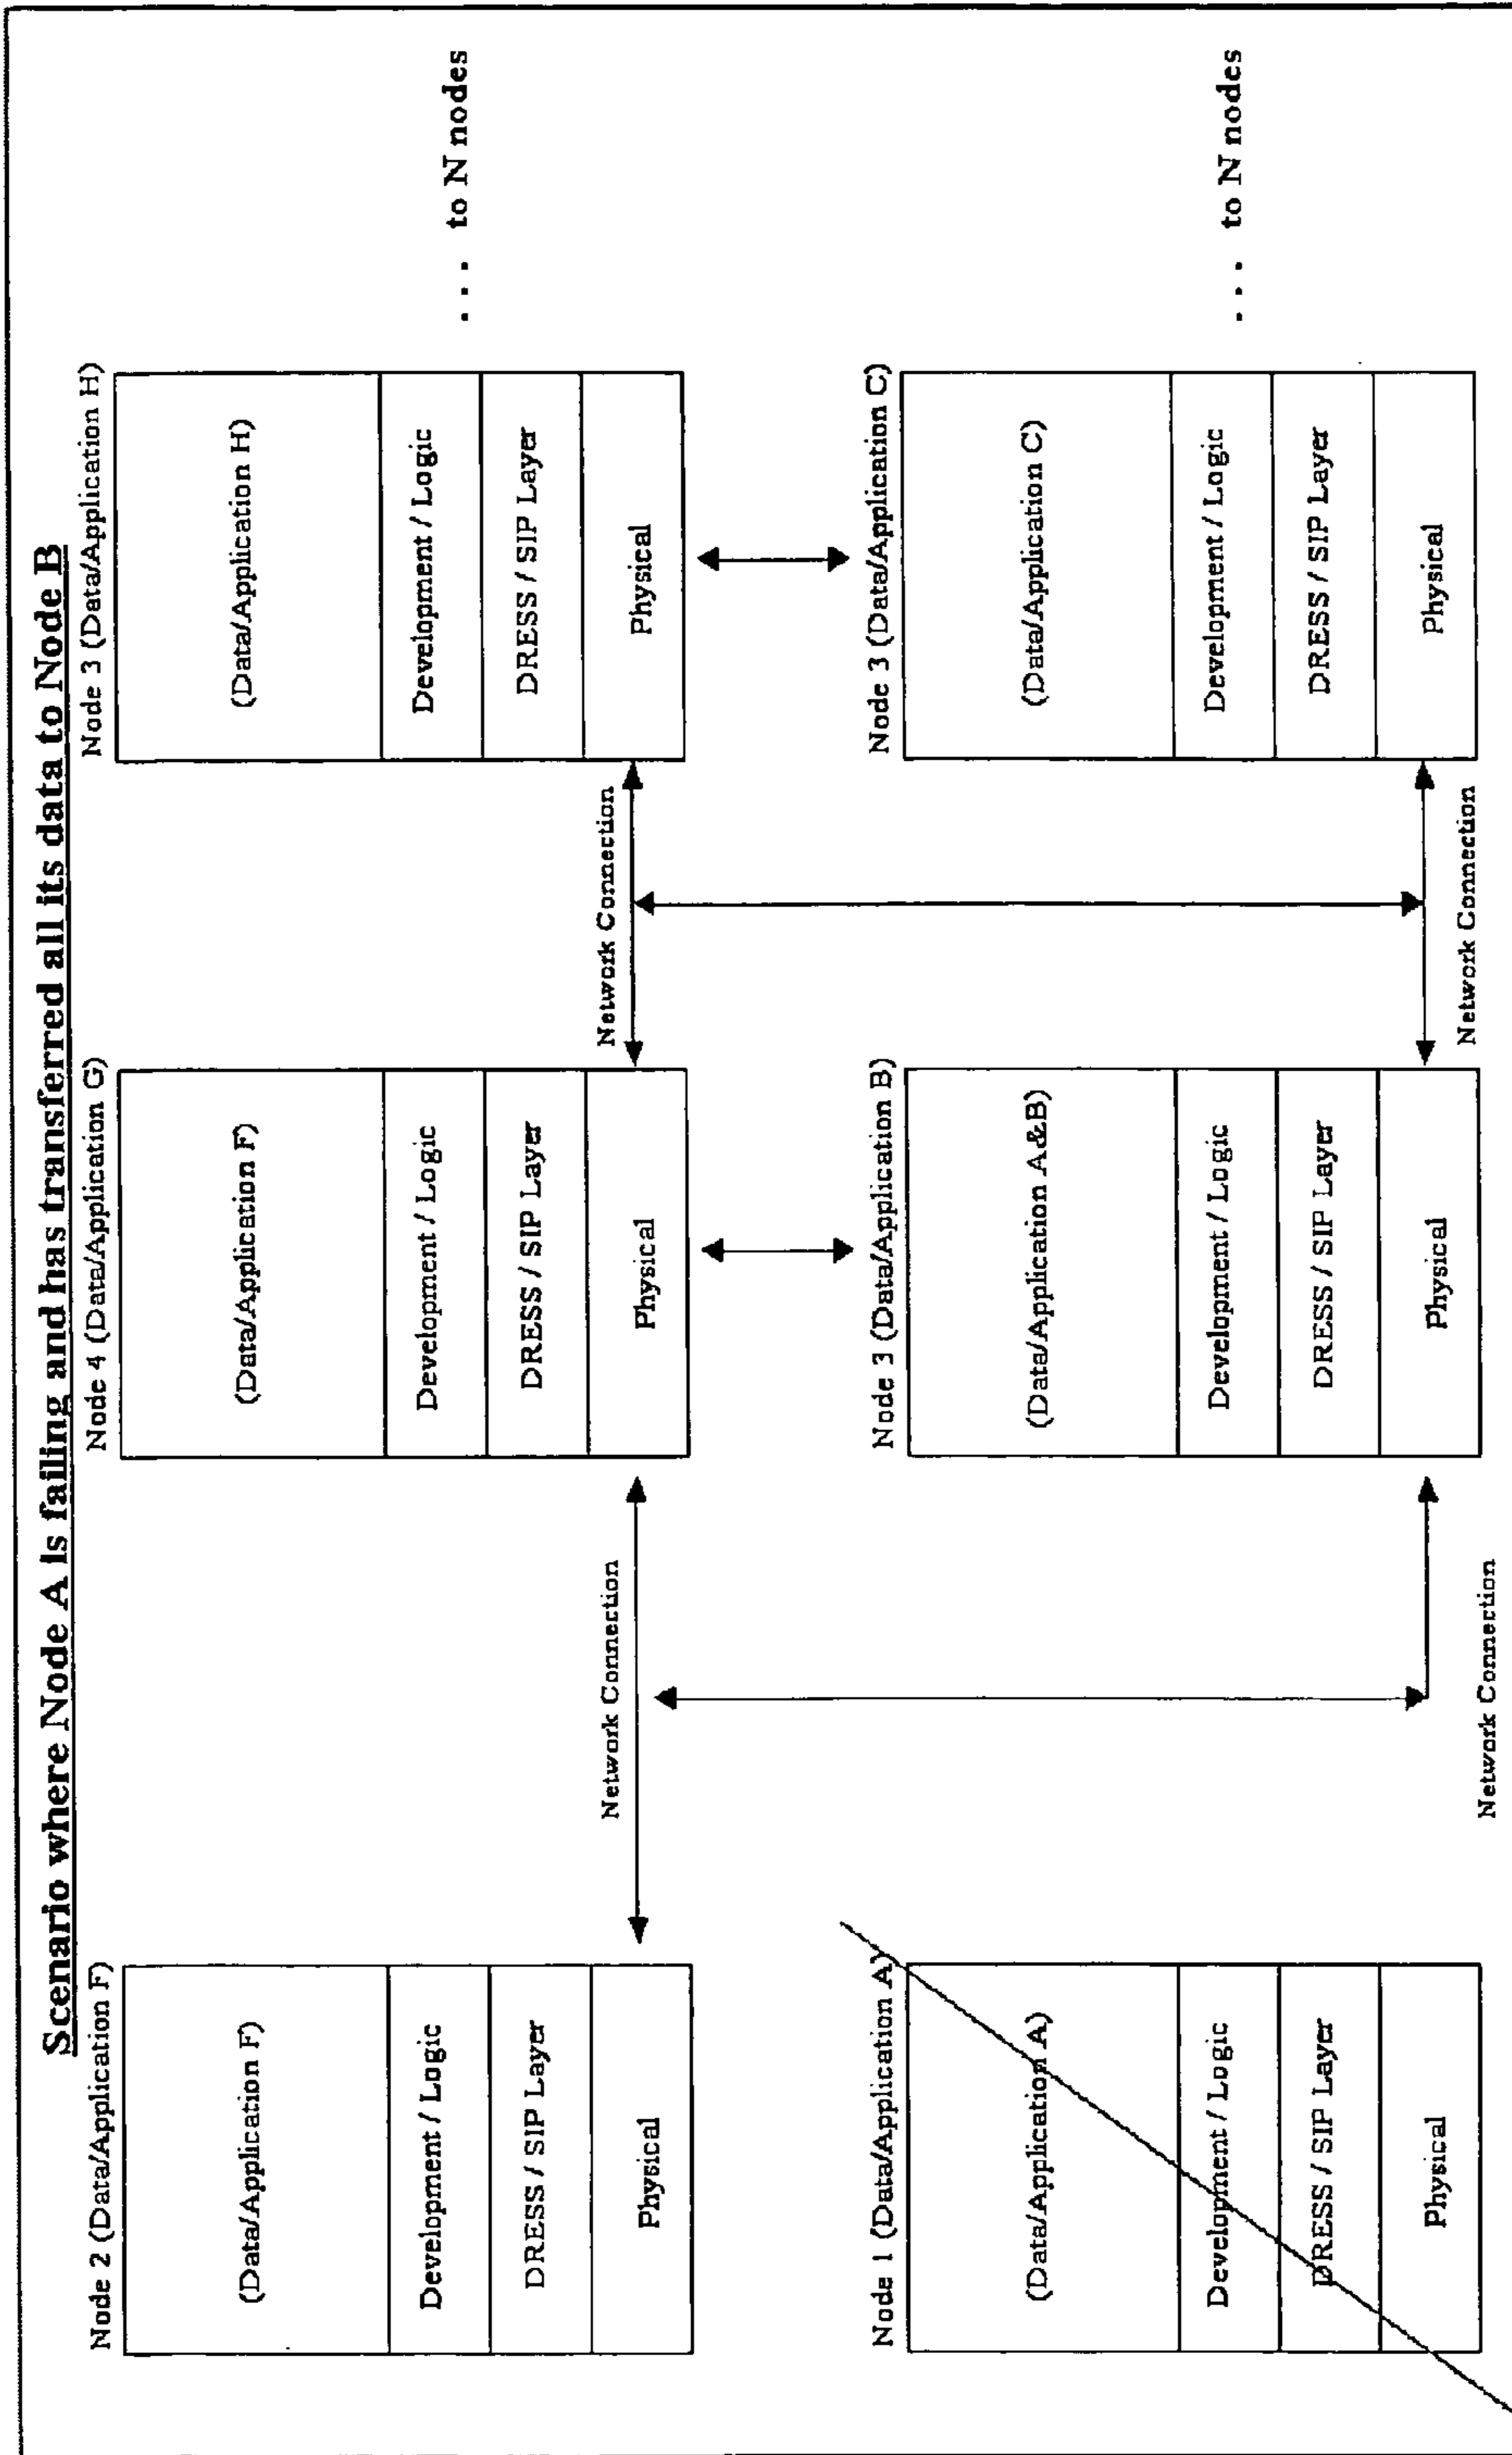 Scenario where Node A is failing and has transferred all its data to Node B
Node 2 (Data/Application F)
(Data/Application F)
Development / Logic
DRESS / SIP Layer
Physical
Network Connection
Node 4 (Data/Application G)
(Data/Application F)
Development / Logic
DRESS / SIP Layer
Physical
Network Connection
Node 3 (Data/Application H)
(Data/Application H)
Development / Logic
DRESS / SIP Layer
Physical
... to N nodes
Node 1 (Data/Application A)
(Data/Application A)
Development / Logic
DRESS / SIP Layer
Physical
Network Connection
Node 3 (Data/Application B)
(Data/Application A&B)
Development / Logic
DRESS / SIP Layer
Physical
Network Connection
Node 3 (Data/Application C)
(Data/Application C)
Development / Logic
DRESS / SIP Layer
Physical
... to N nodes